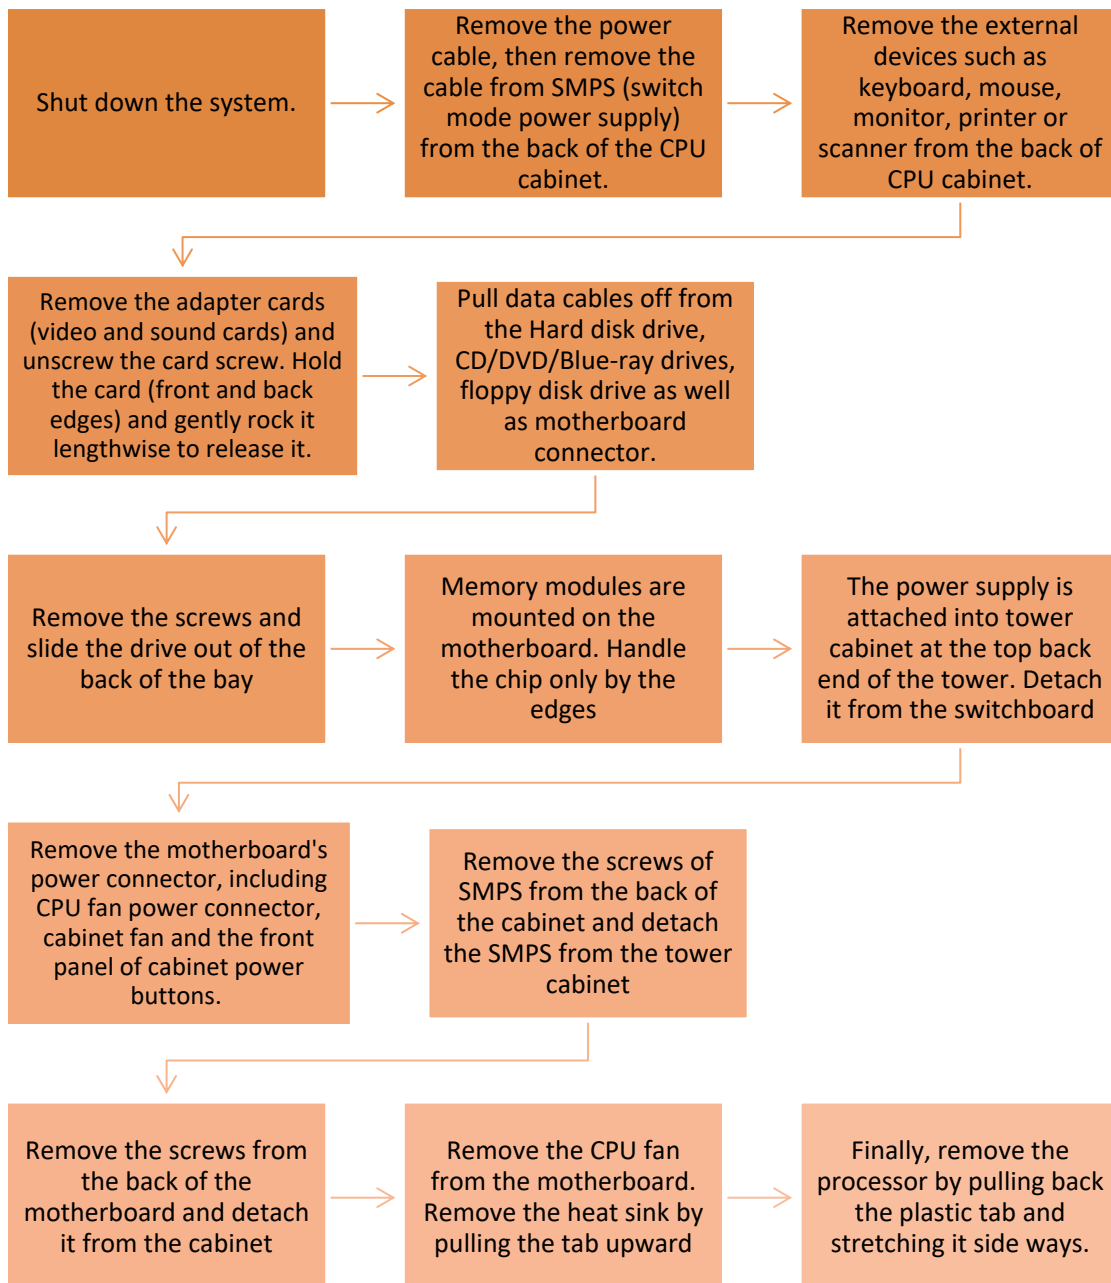 Shut down the system.
Remove the power
cable, then remove the
cable from SMPS (switch
mode power supply)
from the back of the CPU
cabinet.
Remove the external
devices such as
keyboard, mouse,
monitor, printer or
scanner from the back of
CPU cabinet.
Remove the adapter cards
(video and sound cards) and
unscrew the card screw. Hold
the card (front and back
edges) and gently rock it
lengthwise to release it.
Pull data cables off from
the Hard disk drive,
CD/DVD/Blue-ray drives,
floppy disk drive as well
as motherboard
connector.
Remove the screws and
slide the drive out of the
back of the bay
Memory modules are
mounted on the
motherboard. Handle
the chip only by the
edges
The power supply is
attached into tower
cabinet at the top back
end of the tower. Detach
it from the switchboard
Remove the motherboard's
power connector, including
CPU fan power connector,
cabinet fan and the front
panel of cabinet power
buttons.
Remove the screws of
SMPS from the back of
the cabinet and detach
the SMPS from the tower
cabinet
Remove the screws from
the back of the
motherboard and detach
it from the cabinet
Remove the CPU fan
from the motherboard.
Remove the heat sink by
pulling the tab upward
Finally, remove the
processor by pulling back
the plastic tab and
stretching it side ways.